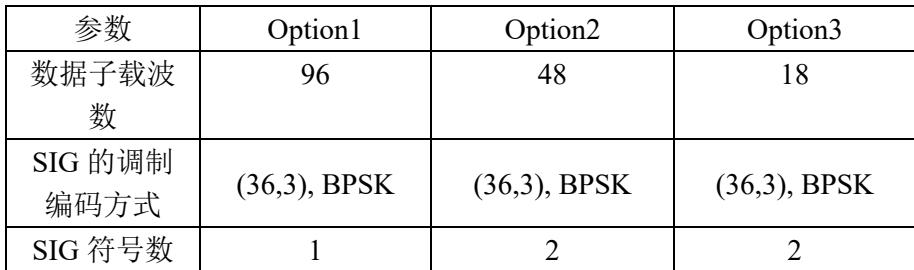 参数 Option1 Option2 Option3
数据子载波 96 48 18
数
SIG 的调制
编码方式 (36,3), BPSK (36,3), BPSK (36,3), BPSK
SIG 符号数 1 2 2